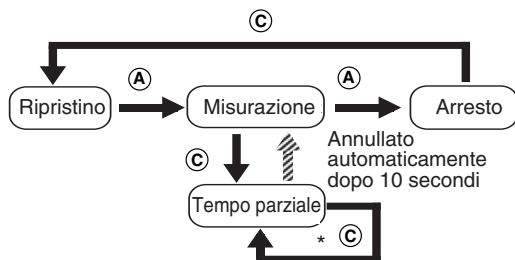 C
A
A
Ripristino
Misurazione
Arresto
C
Annullato
automaticamente
dopo 10 secondi
Tempo parziale
* C